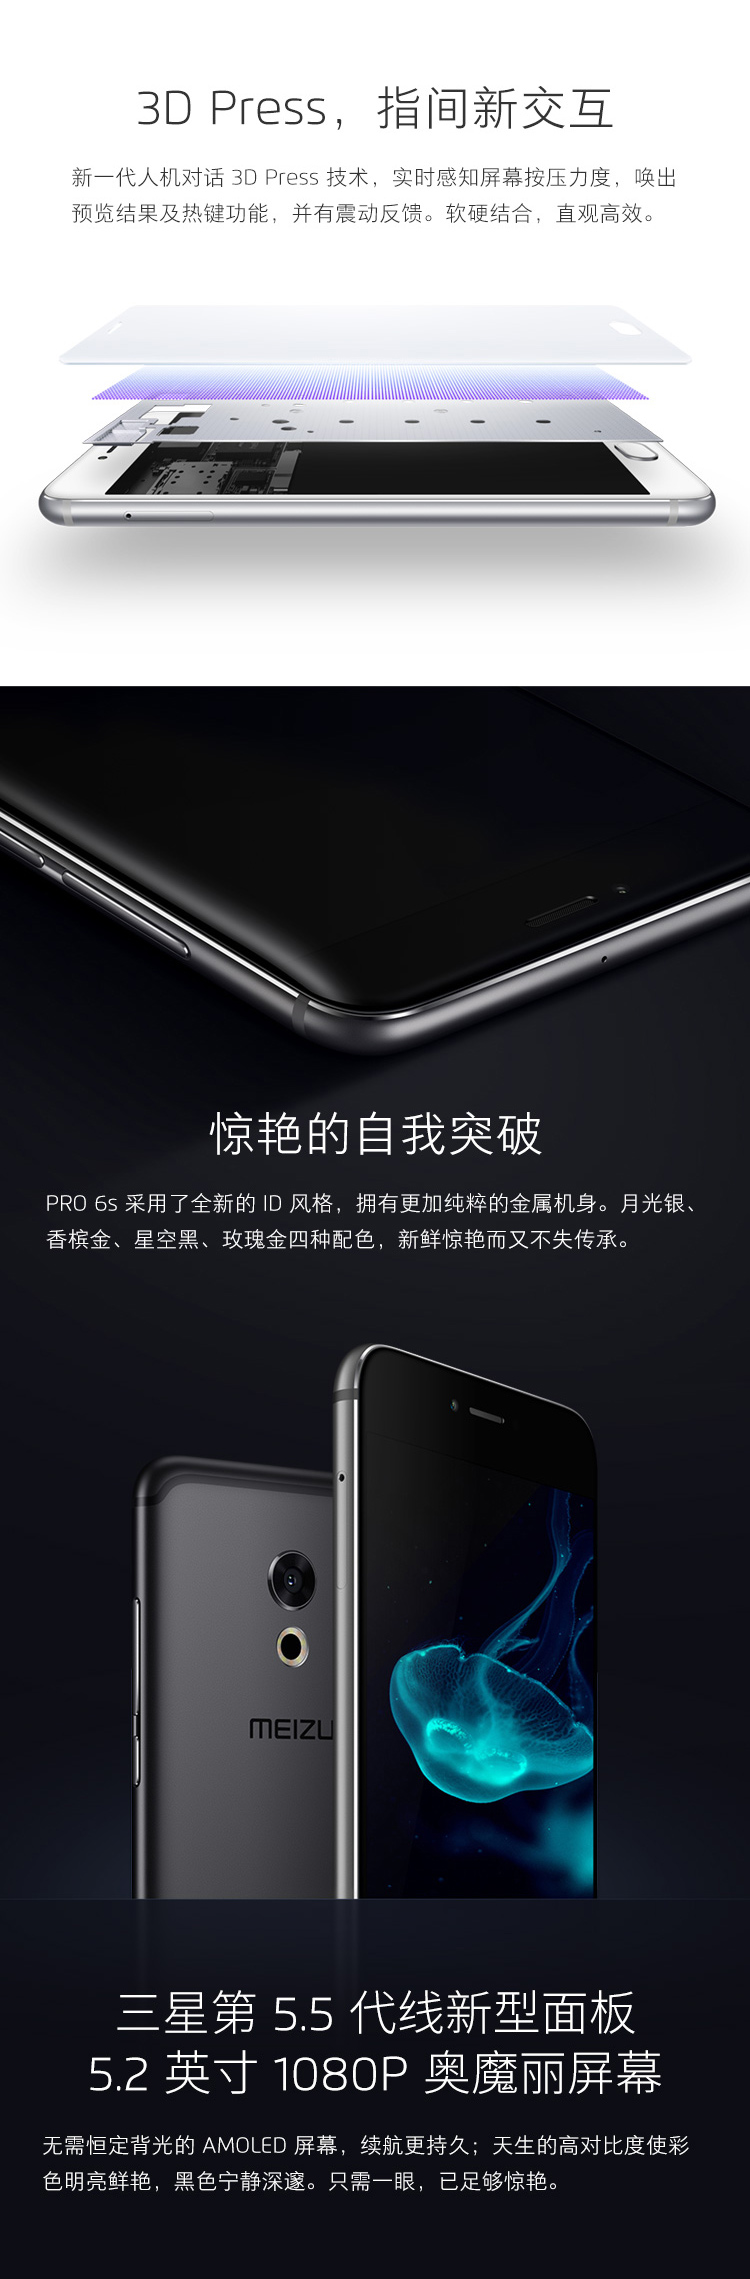 3D Press，指间新交互
新一代人机对话 3D Press 技术，实时感知屏幕按压力度，唤出
预览结果及热键功能，并有震动反馈。软硬结合，直观高效。
惊艳的自我突破
PRO 6s 采用了全新的 ID 风格，拥有更加纯粹的金属机身。月光银、
香槟金、星空黑、玫瑰金四种配色，新鲜惊艳而又不失传承。
MEIZU
三星第 5.5 代线新型面板
5.2 英寸 1080P 奥魔丽屏幕
无需恒定背光的 AMOLED 屏幕，续航更持久；天生的高对比度使彩
色明亮鲜艳，黑色宁静深邃。只需一眼，已足够惊艳。